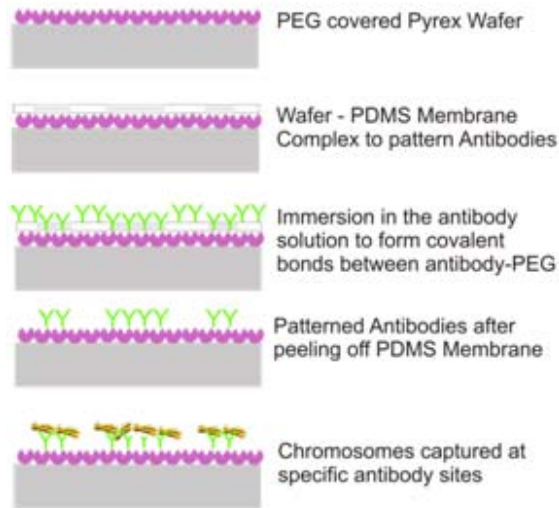 PEG covered Pyrex Wafer
Wafer - PDMS Membrane
Complex to pattern Antibodies
Immersion in the antibody
solution to form covalent
bonds between antibody-PEG
Patterned Antibodies after
peeling off PDMS Membrane
Chromosomes captured at
specific antibody sites